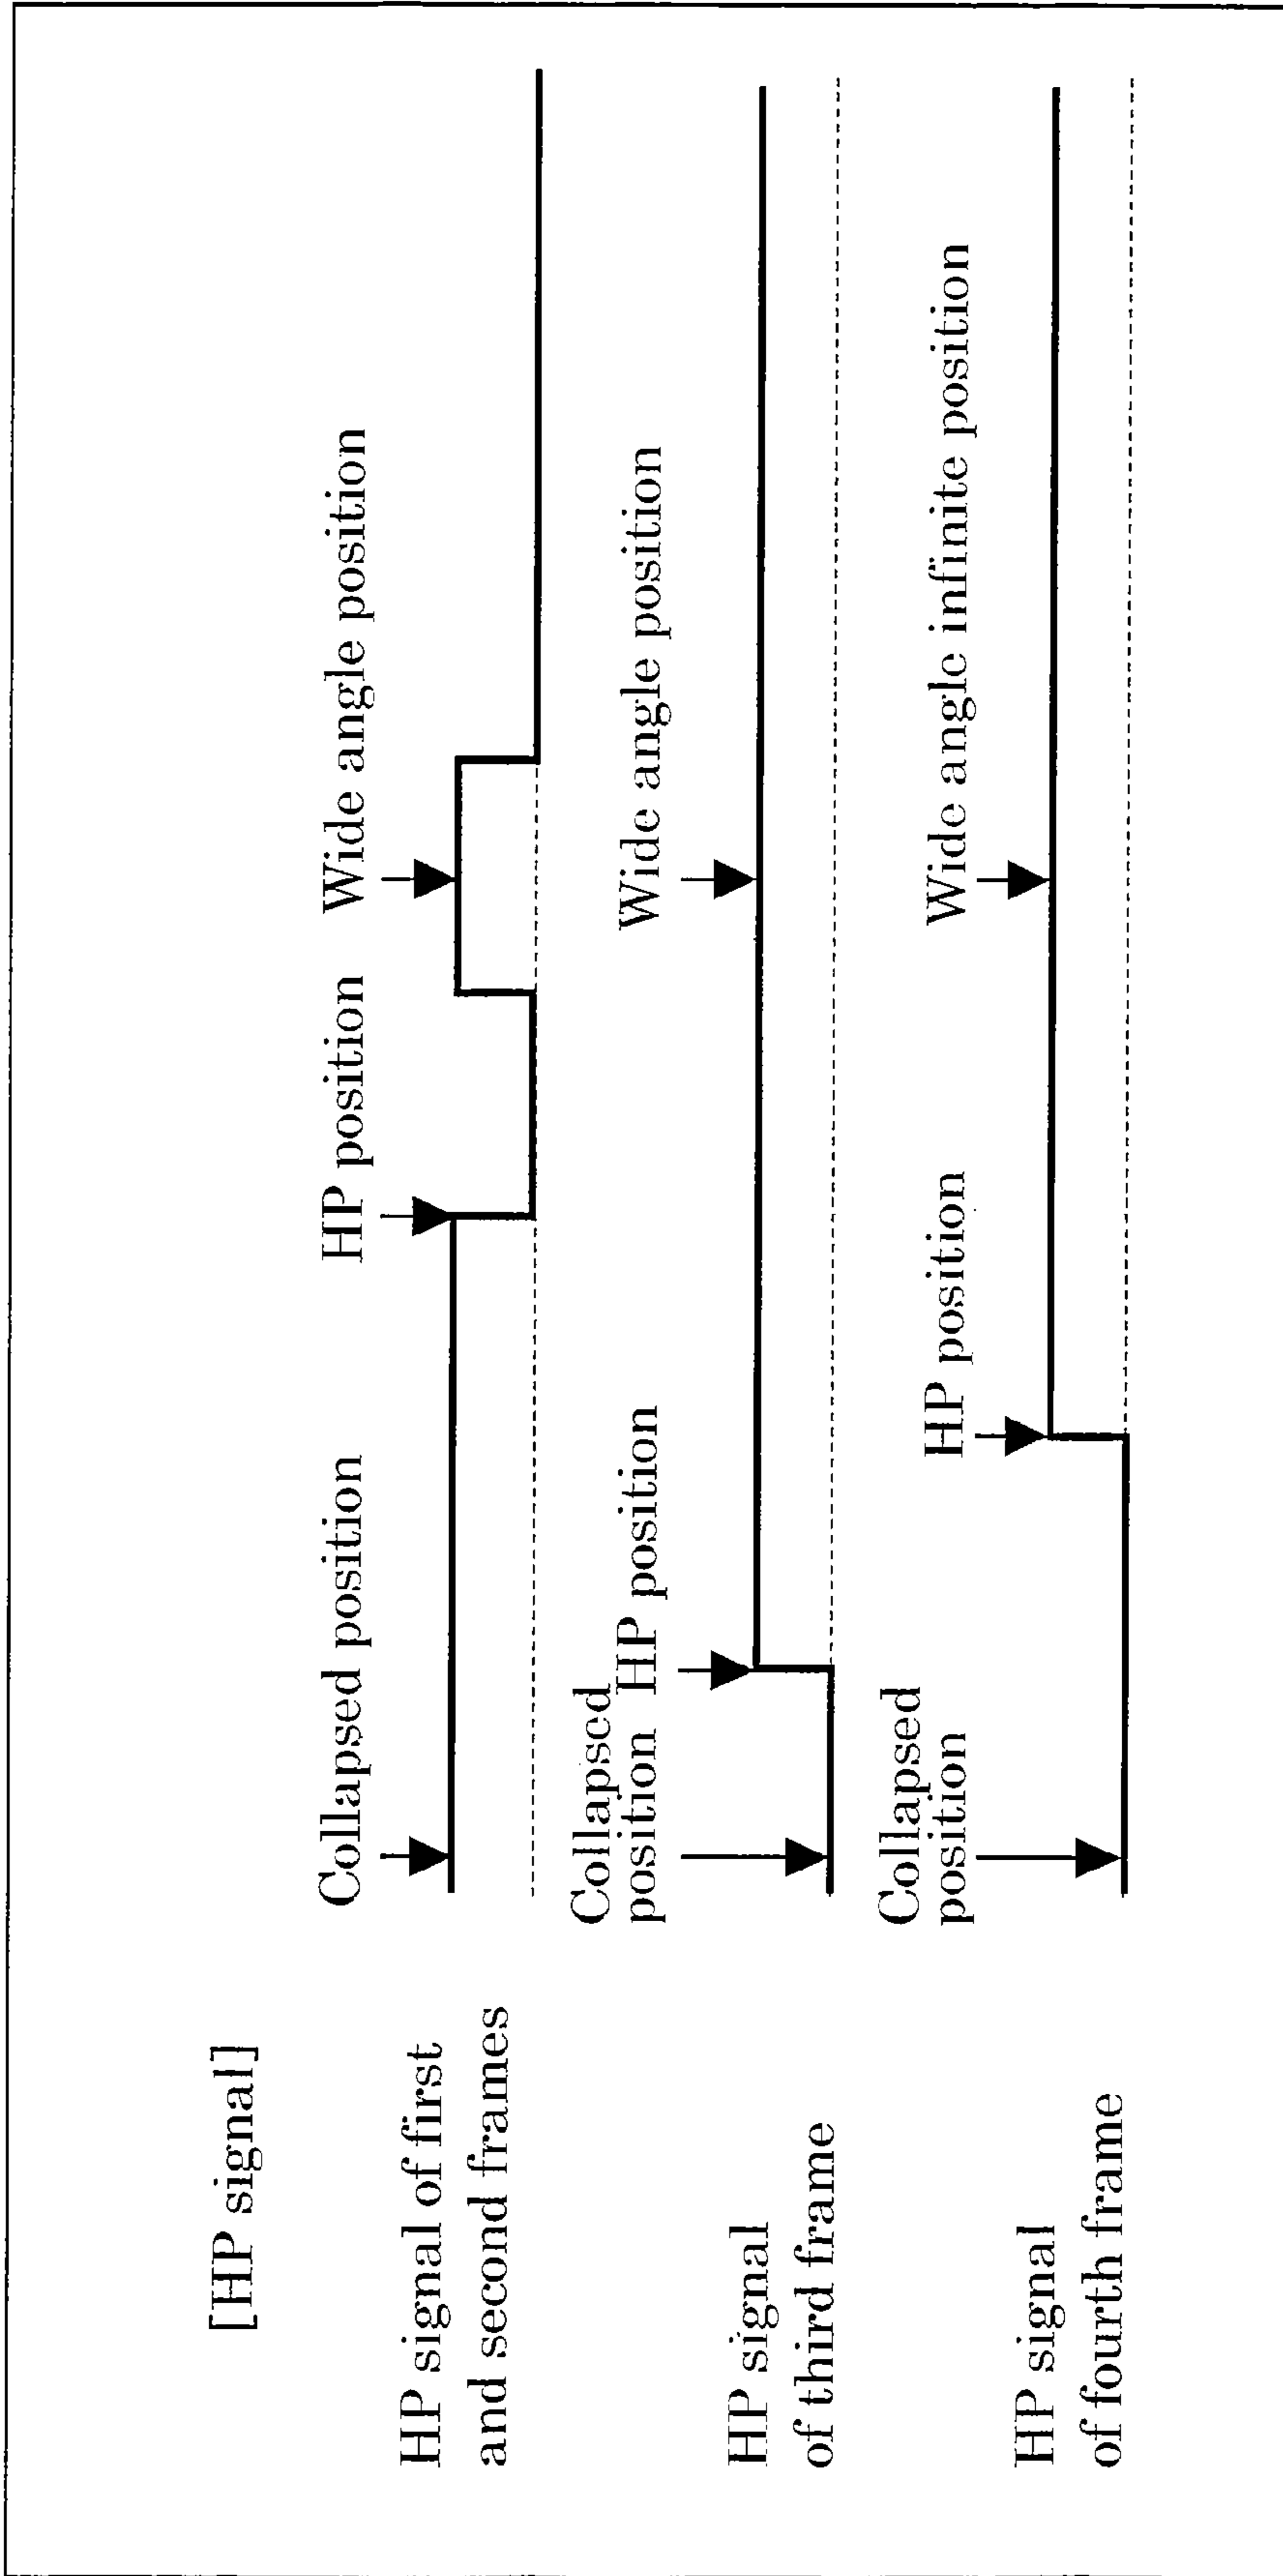 [HP signal]
HP signal of first
and second frames
Collapsed position
HP position
Wide angle position
HP signal
of third frame
Collapsed
position
HP position
Wide angle position
HP signal
of fourth frame
Collapsed
position
HP position
Wide angle infinite position